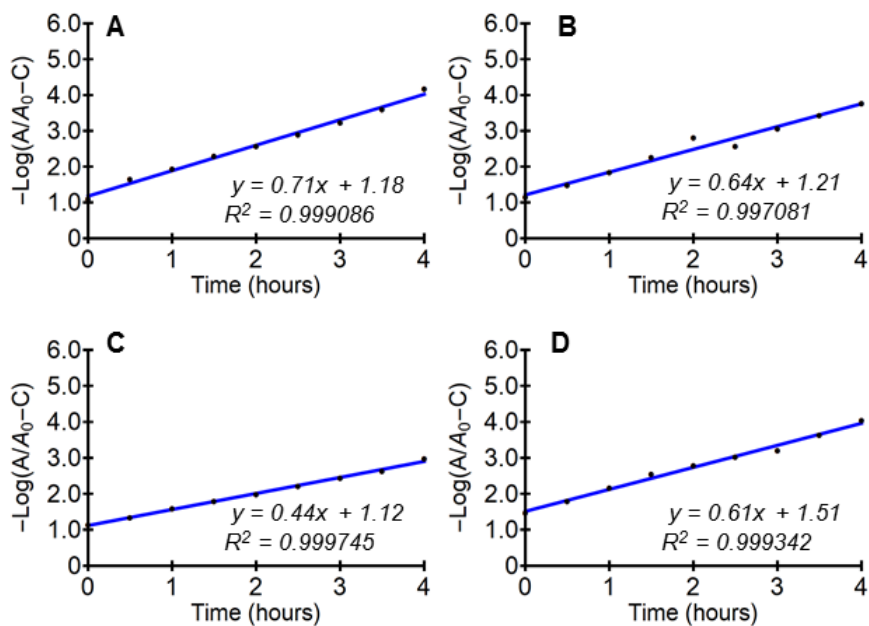 A
6.0
5.0
4.0
3.0
2.0
1.0
0
−Log(A/A₀−C)
y = 0.71x + 1.18
R² = 0.999086
0 1 2 3 4
Time (hours)
B
6.0
5.0
4.0
3.0
2.0
1.0
0
−Log(A/A₀−C)
y = 0.64x + 1.21
R² = 0.997081
0 1 2 3 4
Time (hours)
C
6.0
5.0
4.0
3.0
2.0
1.0
0
−Log(A/A₀−C)
y = 0.44x + 1.12
R² = 0.999745
0 1 2 3 4
Time (hours)
D
6.0
5.0
4.0
3.0
2.0
1.0
0
−Log(A/A₀−C)
y = 0.61x + 1.51
R² = 0.999342
0 1 2 3 4
Time (hours)